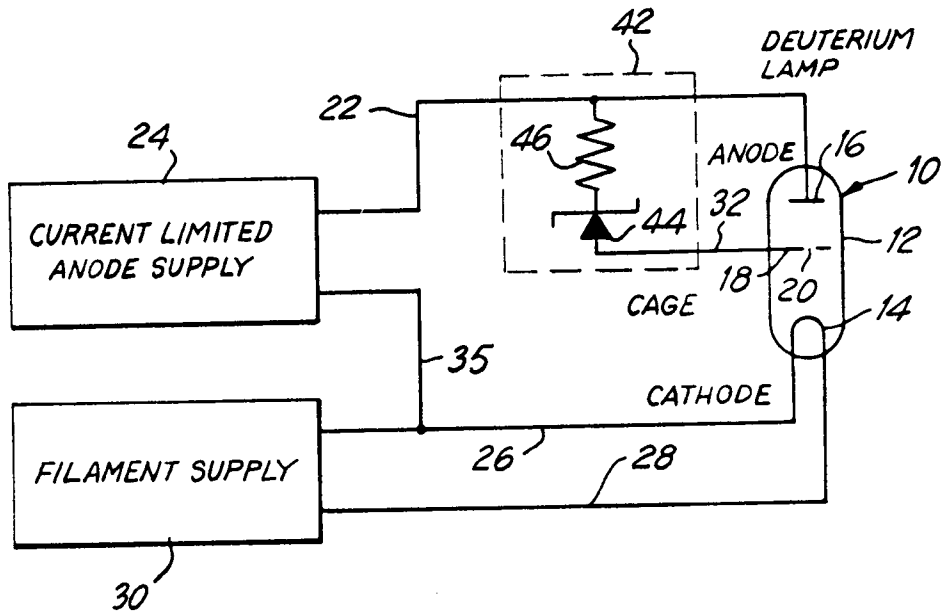 42
DEUTERIUM
LAMP
22
24
46
ANODE
16
10
CURRENT LIMITED
ANODE SUPPLY
44
32
12
18
20
CAGE
14
35
CATHODE
26
28
FILAMENT SUPPLY
30